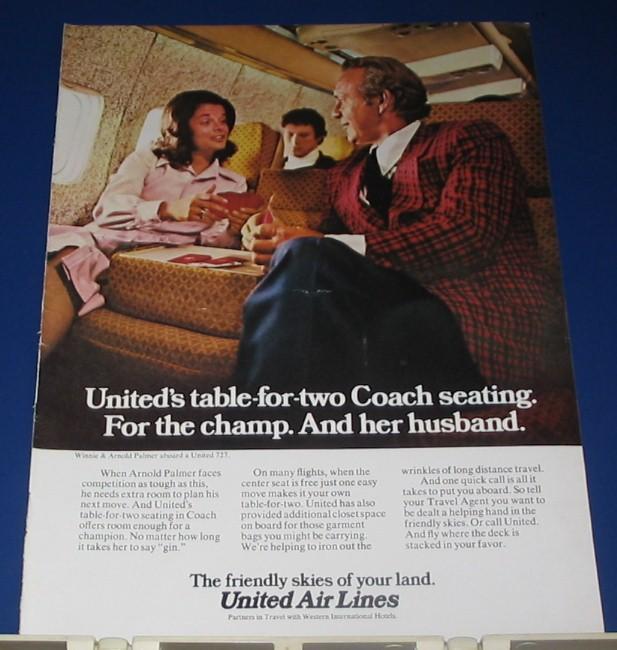 United's table-for-two Coach seating.
For the champ. And her husband.
Winnie & Arnold Palmer aboard a United 727.
When Arnold Palmer faces
competition as tough as this,
he needs extra room to plan his
next move. And United's
table-for-two seating in Coach
offers room enough for a
champion. No matter how long
it takes her to say "gin."
On many flights, when the
center seat is free just one easy
move makes it your own
table-for-two. United has also
provided additional closet space
on board for those garment
bags you might be carrying.
We're helping to iron out the
wrinkles of long distance travel.
And one quick call is all it
takes to put you aboard. So tell
your Travel Agent you want to
be dealt a helping hand in the
friendly skies. Or call United.
And fly where the deck is
stacked in your favor.
The friendly skies of your land.
United Air Lines
Partners in Travel with Western International Hotels.